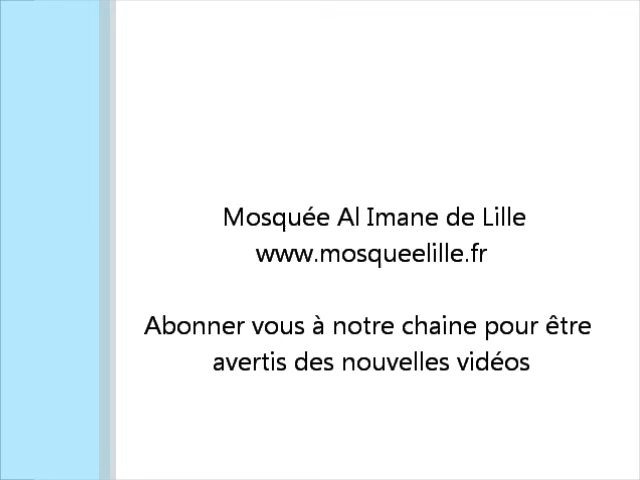 Mosquée Al Imane de Lille
www.mosqueelille.fr
Abonner vous à notre chaine pour être
avertis des nouvelles vidéos